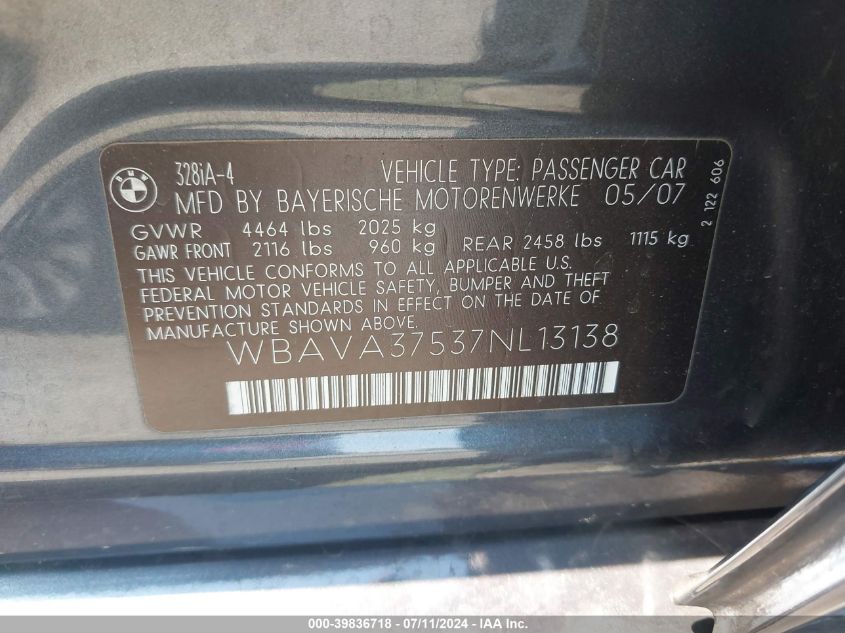 BMW
328iA-4 VEHICLE TYPE: PASSENGER CAR
MFD BY BAYERISCHE MOTORENWERKE 05/07
GVWR 4464 lbs 2025 kg
GAWR FRONT 2116 lbs 960 kg REAR 2458 lbs 1115 kg
THIS VEHICLE CONFORMS TO ALL APPLICABLE U.S.
FEDERAL MOTOR VEHICLE SAFETY, BUMPER AND THEFT
PREVENTION STANDARDS IN EFFECT ON THE DATE OF
MANUFACTURE SHOWN ABOVE.
WBAVA37537NL13138
2 122 606
000-39836718 - 07/11/2024 - IAA Inc.